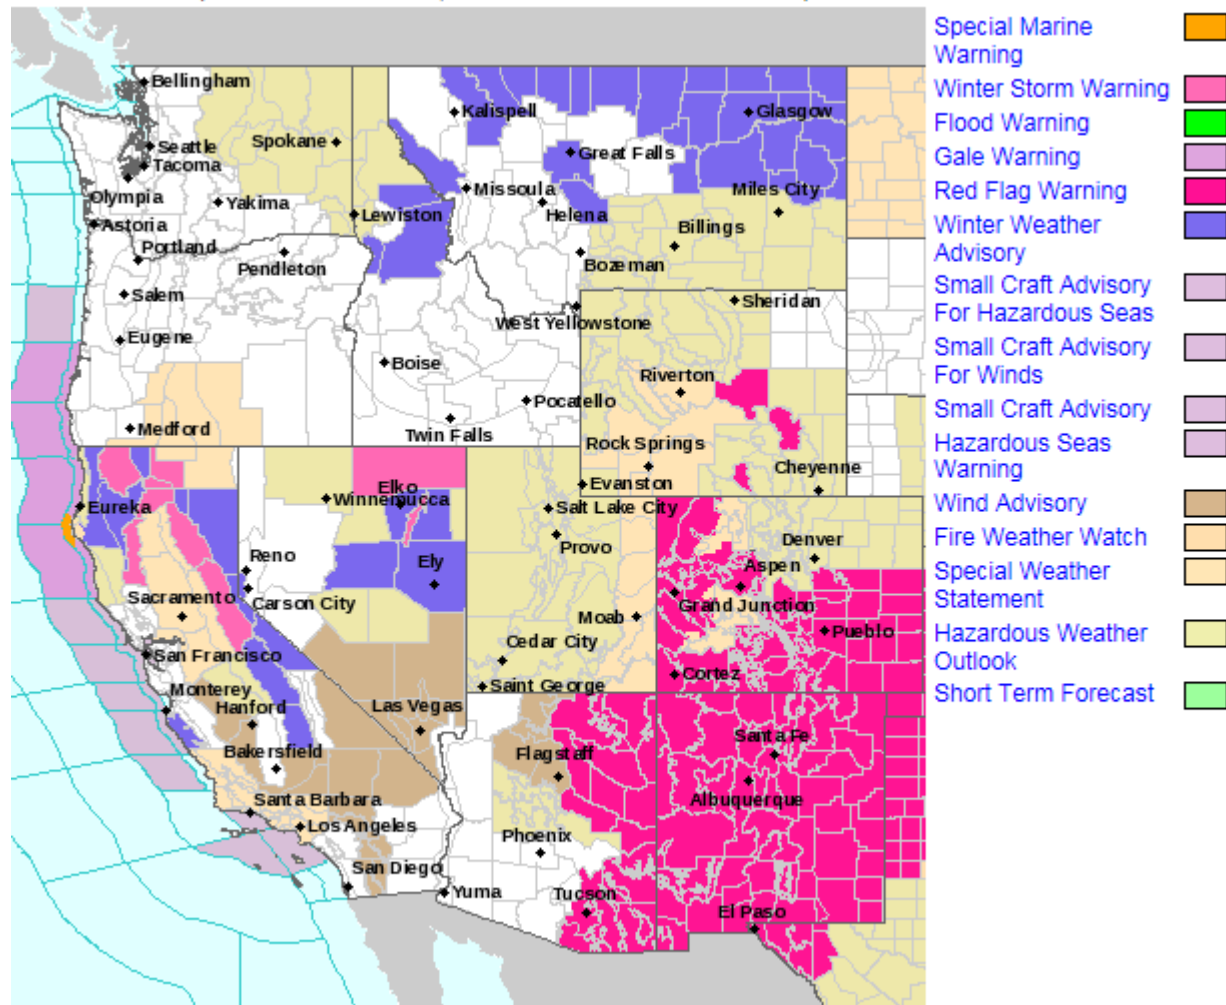 Special Marine
Warning
Winter Storm Warning
Flood Warning
Gale Warning
Red Flag Warning
Winter Weather
Advisory
Small Craft Advisory
For Hazardous Seas
Small Craft Advisory
For Winds
Small Craft Advisory
Hazardous Seas
Warning
Wind Advisory
Fire Weather Watch
Special Weather
Statement
Hazardous Weather
Outlook
Short Term Forecast
Bellingham
Kalispell
Glasgow
Spokane
Seattle
Great Falls
Tacoma
Olympia
Missoula
Miles City
Yakima
Lewiston
Helena
Astoria
Billings
Portland
Pendleton
Bozeman
Salem
Sheridan
West Yellowstone
Eugene
Boise
Riverton
Pocatello
Medford
Twin Falls
Rock Springs
Cheyenne
Elko
Evanston
Winnemucca
Eureka
Salt Lake City
Provo
Denver
Reno
Ely
Aspen
Sacramento
Carson City
Grand Junction
Moab
Pueblo
Cedar City
San Francisco
Cortez
Saint George
Monterey
Hanford
Las Vegas
Santa Fe
Bakersfield
Flagstaff
Albuquerque
Santa Barbara
Los Angeles
Phoenix
San Diego
Yuma
Tucson
El Paso